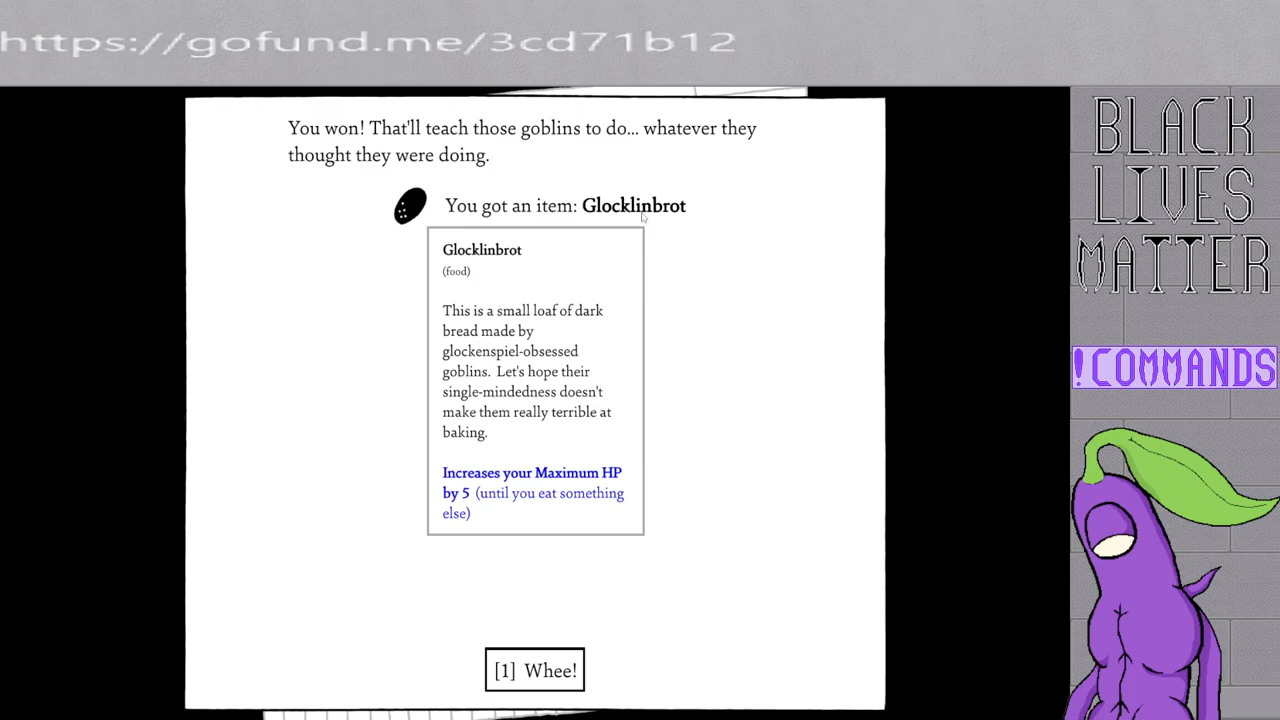 https://gofund.me/3cd71b12
You won! That'll teach those goblins to do... whatever they
thought they were doing.
You got an item: Glocklinbrot
Glocklinbrot
(food)
This is a small loaf of dark
bread made by
glockenspiel-obsessed
goblins. Let's hope their
single-mindedness doesn't
make them really terrible at
baking.
Increases your Maximum HP
by 5 (until you eat something
else)
[1] Whee!
BLACK
LIVES
MATTER
!COMMANDS